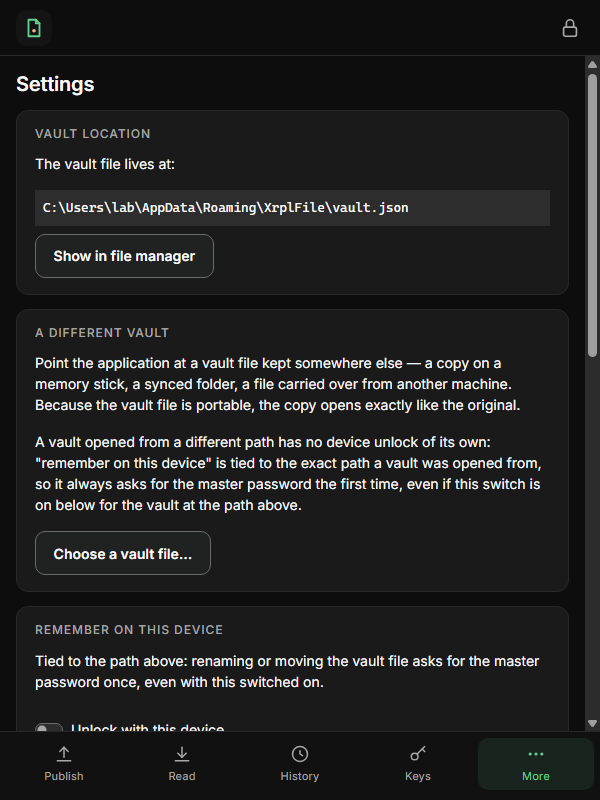 Settings
VAULT LOCATION
The vault file lives at:
C:\Users\lab\AppData\Roaming\XrplFile\vault.json
Show in file manager
A DIFFERENT VAULT
Point the application at a vault file kept somewhere else — a copy on a
memory stick, a synced folder, a file carried over from another machine.
Because the vault file is portable, the copy opens exactly like the original.
A vault opened from a different path has no device unlock of its own:
"remember on this device" is tied to the exact path a vault was opened from,
so it always asks for the master password the first time, even if this switch is
on below for the vault at the path above.
Choose a vault file...
REMEMBER ON THIS DEVICE
Tied to the path above: renaming or moving the vault file asks for the master
password once, even with this switched on.
Unlock with this device
Publish
Read
History
Keys
More